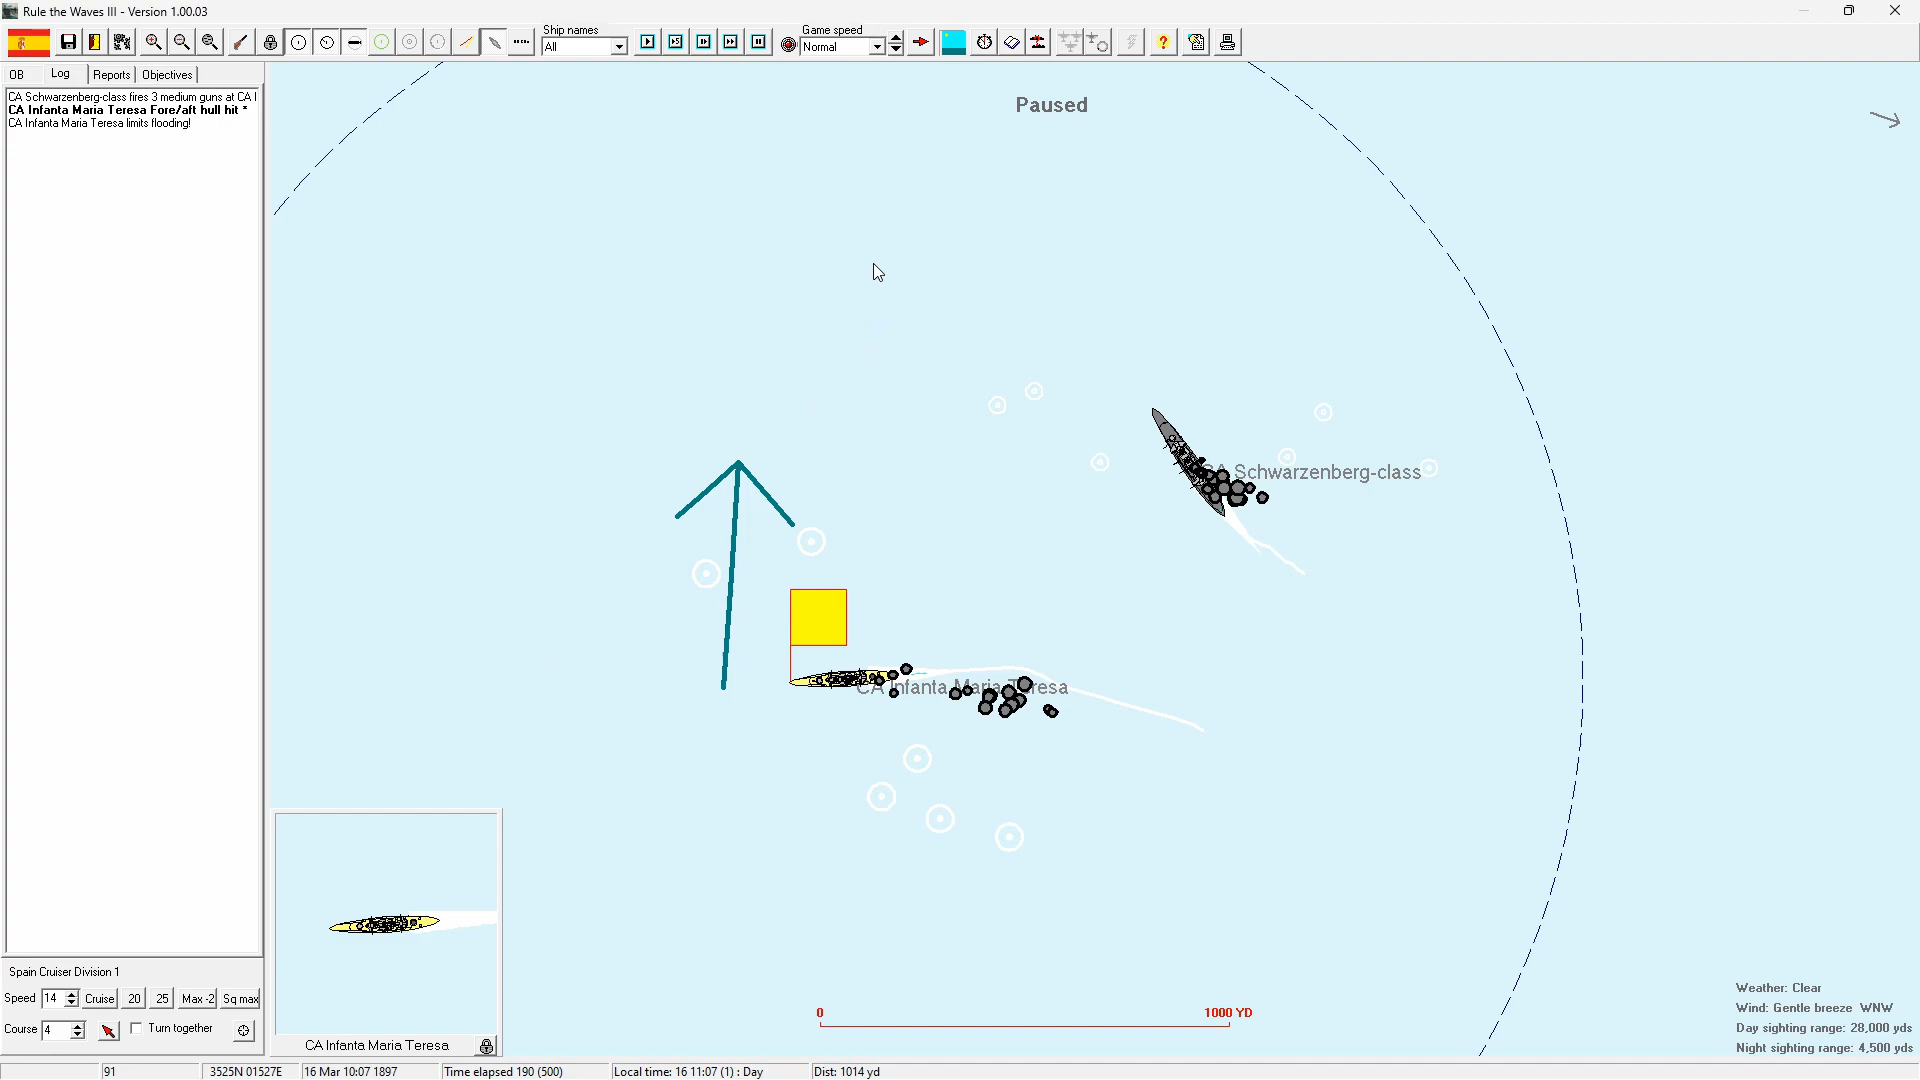 Rule the Waves III - Version 1.00.03
Ship names
All
Game speed
Normal
OB
Log
Reports
Objectives
CA Schwarzenberg-class fires 3 medium guns at CA I
CA Infanta Maria Teresa Fore/aft hull hit *
CA Infanta Maria Teresa limits flooding!
Paused
CA Schwarzenberg-class
CA Infanta Maria Teresa
0
1000 YD
CA Infanta Maria Teresa
Spain Cruiser Division 1
Speed 14 Cruise 20 25 Max -2 Sq max
Course 4 Turn together
Weather: Clear
Wind: Gentle breeze WNW
Day sighting range: 28,000 yds
Night sighting range: 4,500 yds
91
3525N 01527E
16 Mar 10:07 1897
Time elapsed 190 (500)
Local time: 16 11:07 (1) : Day
Dist: 1014 yd